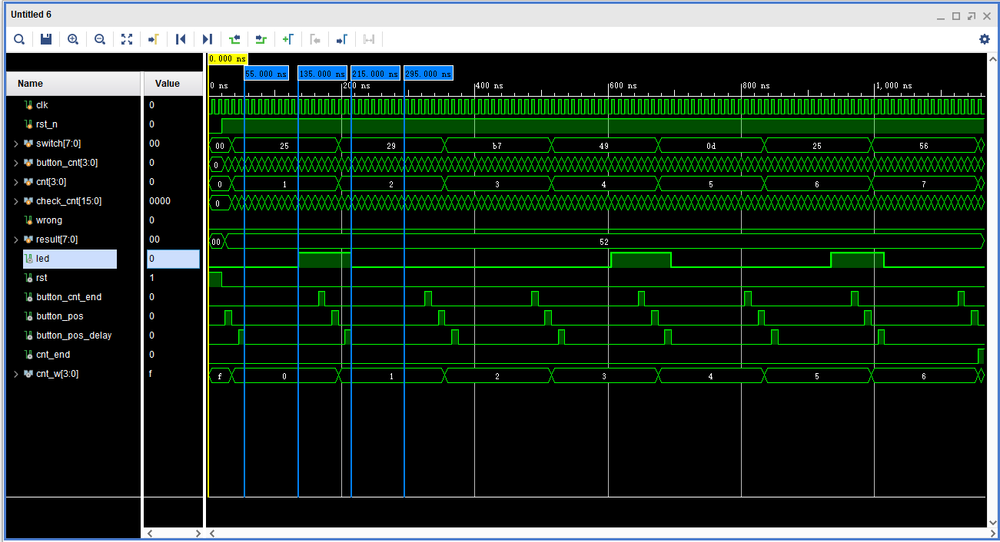 Untitled 6
0.000 ns
55.000 ns 135.000 ns 215.000 ns 295.000 ns
Name Value 0 ns 200 ns 400 ns 600 ns 800 ns 1,000 ns
clk 0
rst_n 0
switch[7:0] 00 00 25 29 b7 49 0d 25 56
button_cnt[3:0] 0 0
cnt[3:0] 0 0 1 2 3 4 5 6 7
check_cnt[15:0] 0000 0
wrong 0
result[7:0] 00 00 52
led 0
rst 1
button_cnt_end 0
button_pos 0
button_pos_delay 0
cnt_end 0
cnt_w[3:0] f f 0 1 2 3 4 5 6